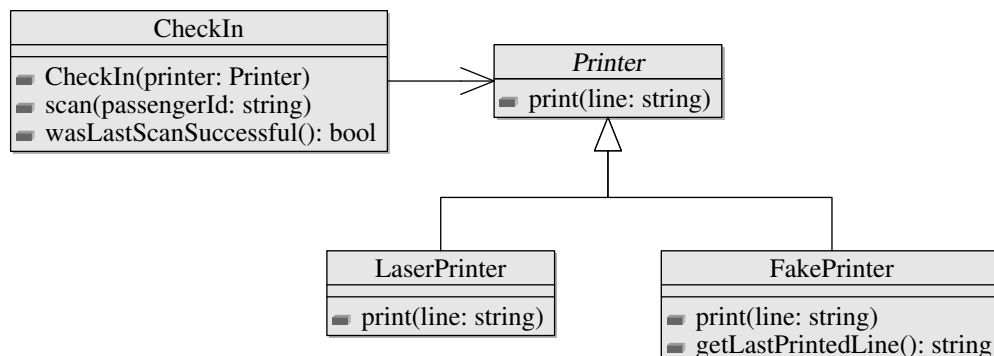 CheckIn
CheckIn(printer: Printer)
scan(passengerId: string)
wasLastScanSuccessful(): bool
Printer
print(line: string)
LaserPrinter
print(line: string)
FakePrinter
print(line: string)
getLastPrintedLine(): string